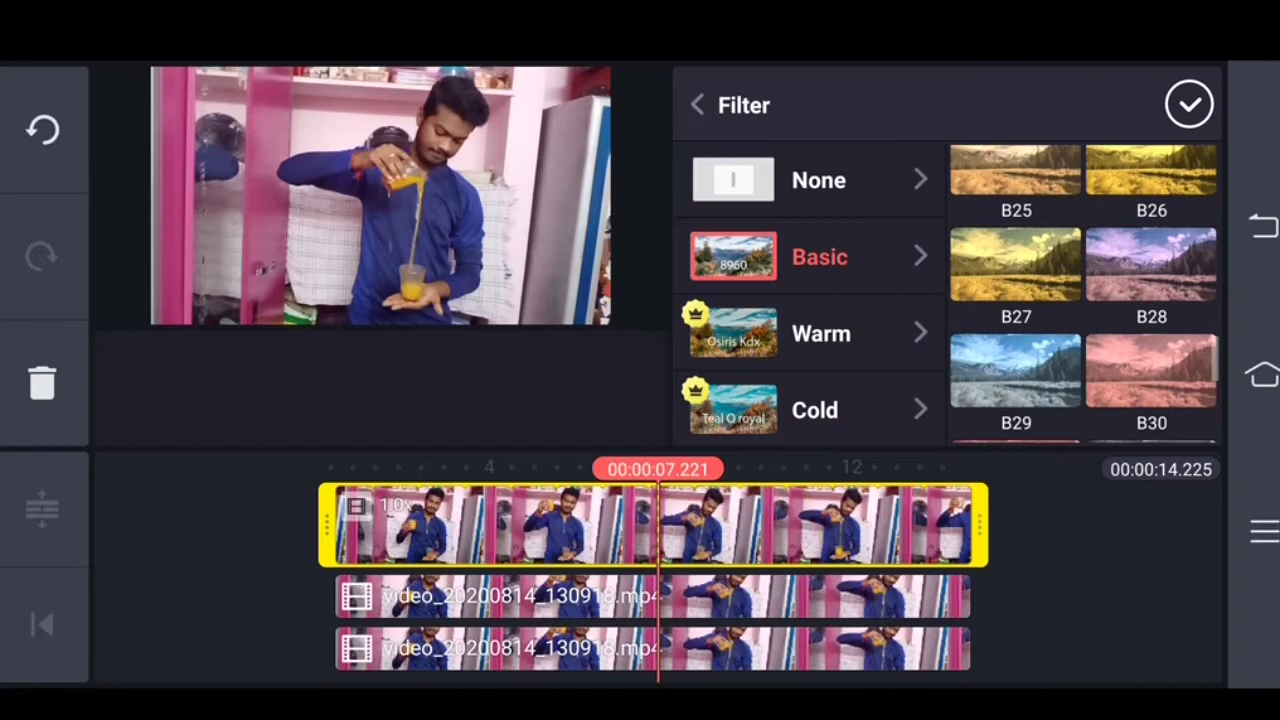 Filter
None
Basic
8960
Warm
Osiris Kdx
Cold
Teal O royal
B25
B26
B27
B28
B29
B30
4
00:00:07.221
12
00:00:14.225
1.0x
video_20200814_130918.mp4
video_20200814_130918.mp4